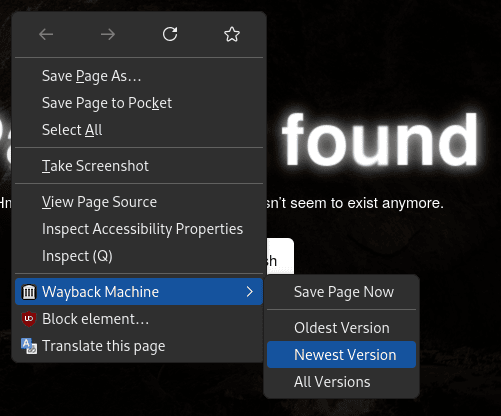 Save Page As…
Save Page to Pocket
Select All
found
Take Screenshot
View Page Source
sn't seem to exist anymore.
Inspect Accessibility Properties
Inspect (Q)
Wayback Machine
Save Page Now
Block element…
Oldest Version
Translate this page
Newest Version
All Versions